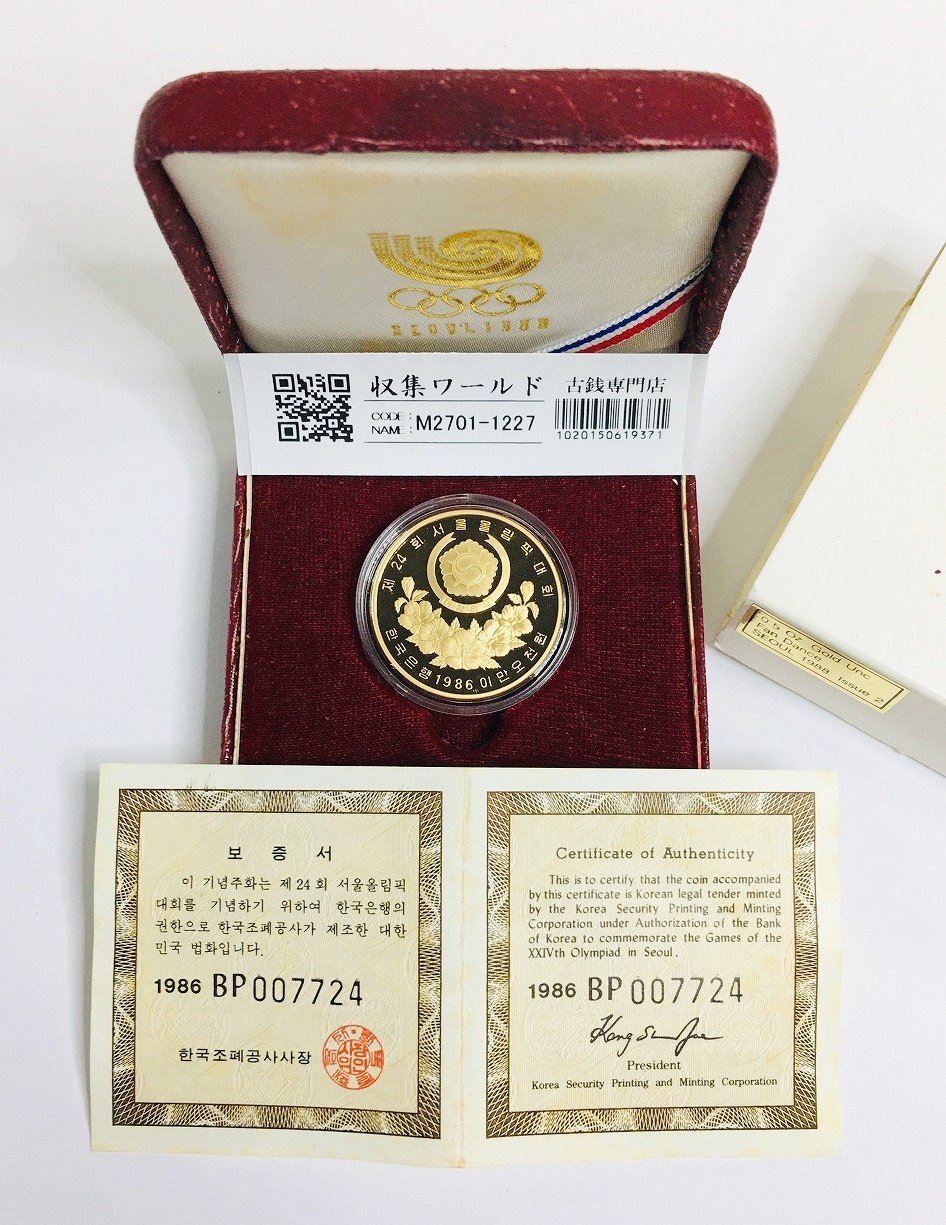 SEOUL 1988
収集ワールド 古銭専門店
CODE :
NAME : M2701-1227
1020150619371
제 24 회 서울올림픽대회
한국은행 1986 이만오천원
0.5 Oz. Gold Unc
Fan Dance
SEOUL 1988 Issue 2
보 증 서
이 기념주화는 제 24 회 서울올림픽
대회를 기념하기 위하여 한국은행의
권한으로 한국조폐공사가 제조한 대한
민국 법화입니다.
1986 BP 007724
한국조폐공사사장
Certificate of Authenticity
This is to certify that the coin accompanied
by this certificate is Korean legal tender minted
by the Korea Security Printing and Minting
Corporation under Authorization of the Bank
of Korea to commemorate the Games of the
XXIVth Olympiad in Seoul.
1986 BP 007724
President
Korea Security Printing and Minting Corporation